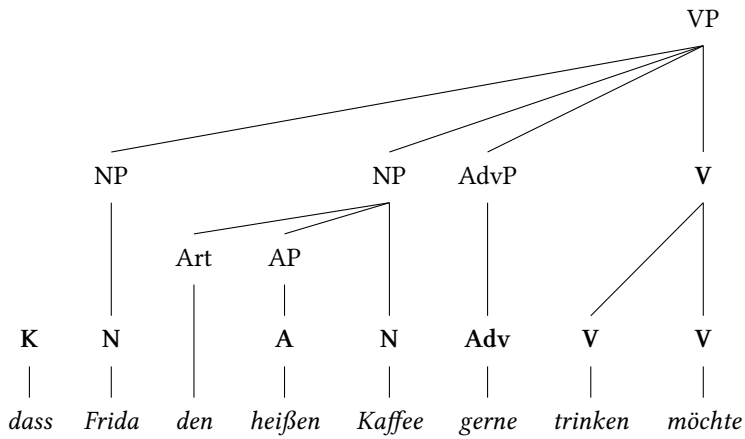 VP
NP NP AdvP V
Art AP
K N A N Adv V V
dass Frida den heißen Kaffee gerne trinken möchte